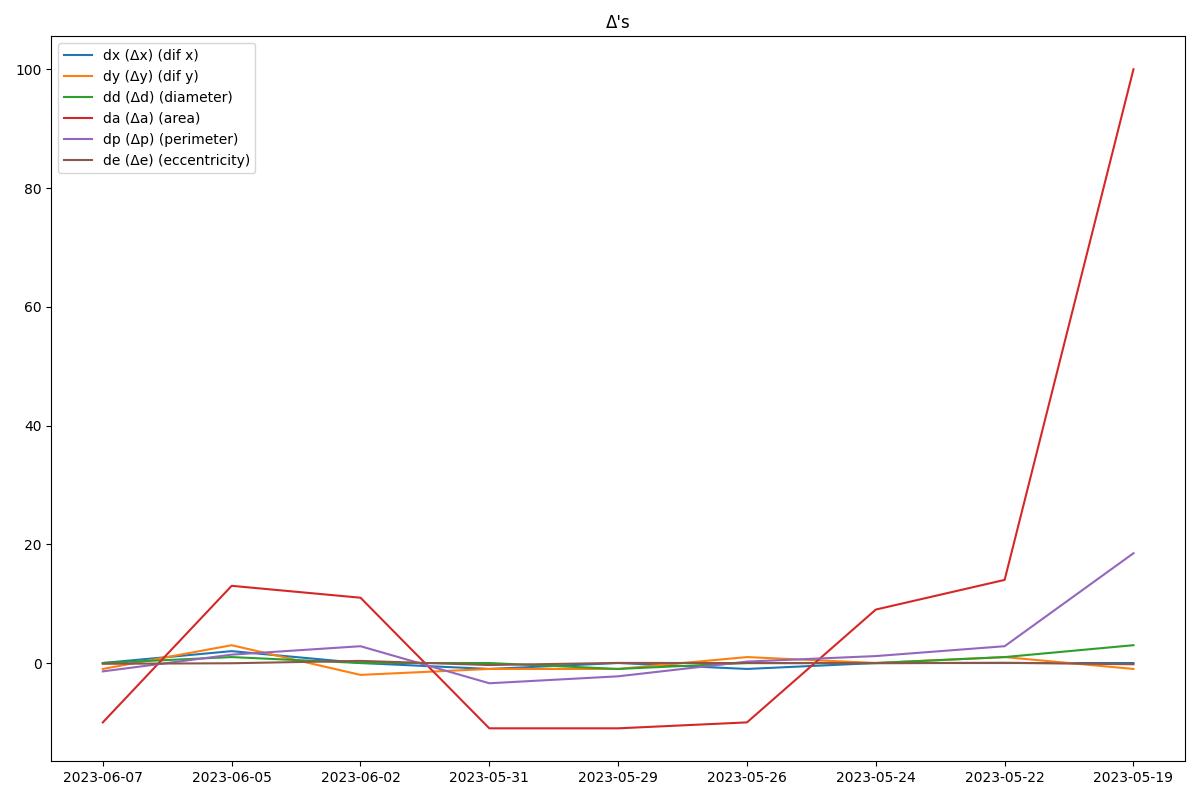 Δ's
dx (Δx) (dif x)
dy (Δy) (dif y)
dd (Δd) (diameter)
da (Δa) (area)
dp (Δp) (perimeter)
de (Δe) (eccentricity)
100
80
60
40
20
0
2023-06-07 2023-06-05 2023-06-02 2023-05-31 2023-05-29 2023-05-26 2023-05-24 2023-05-22 2023-05-19